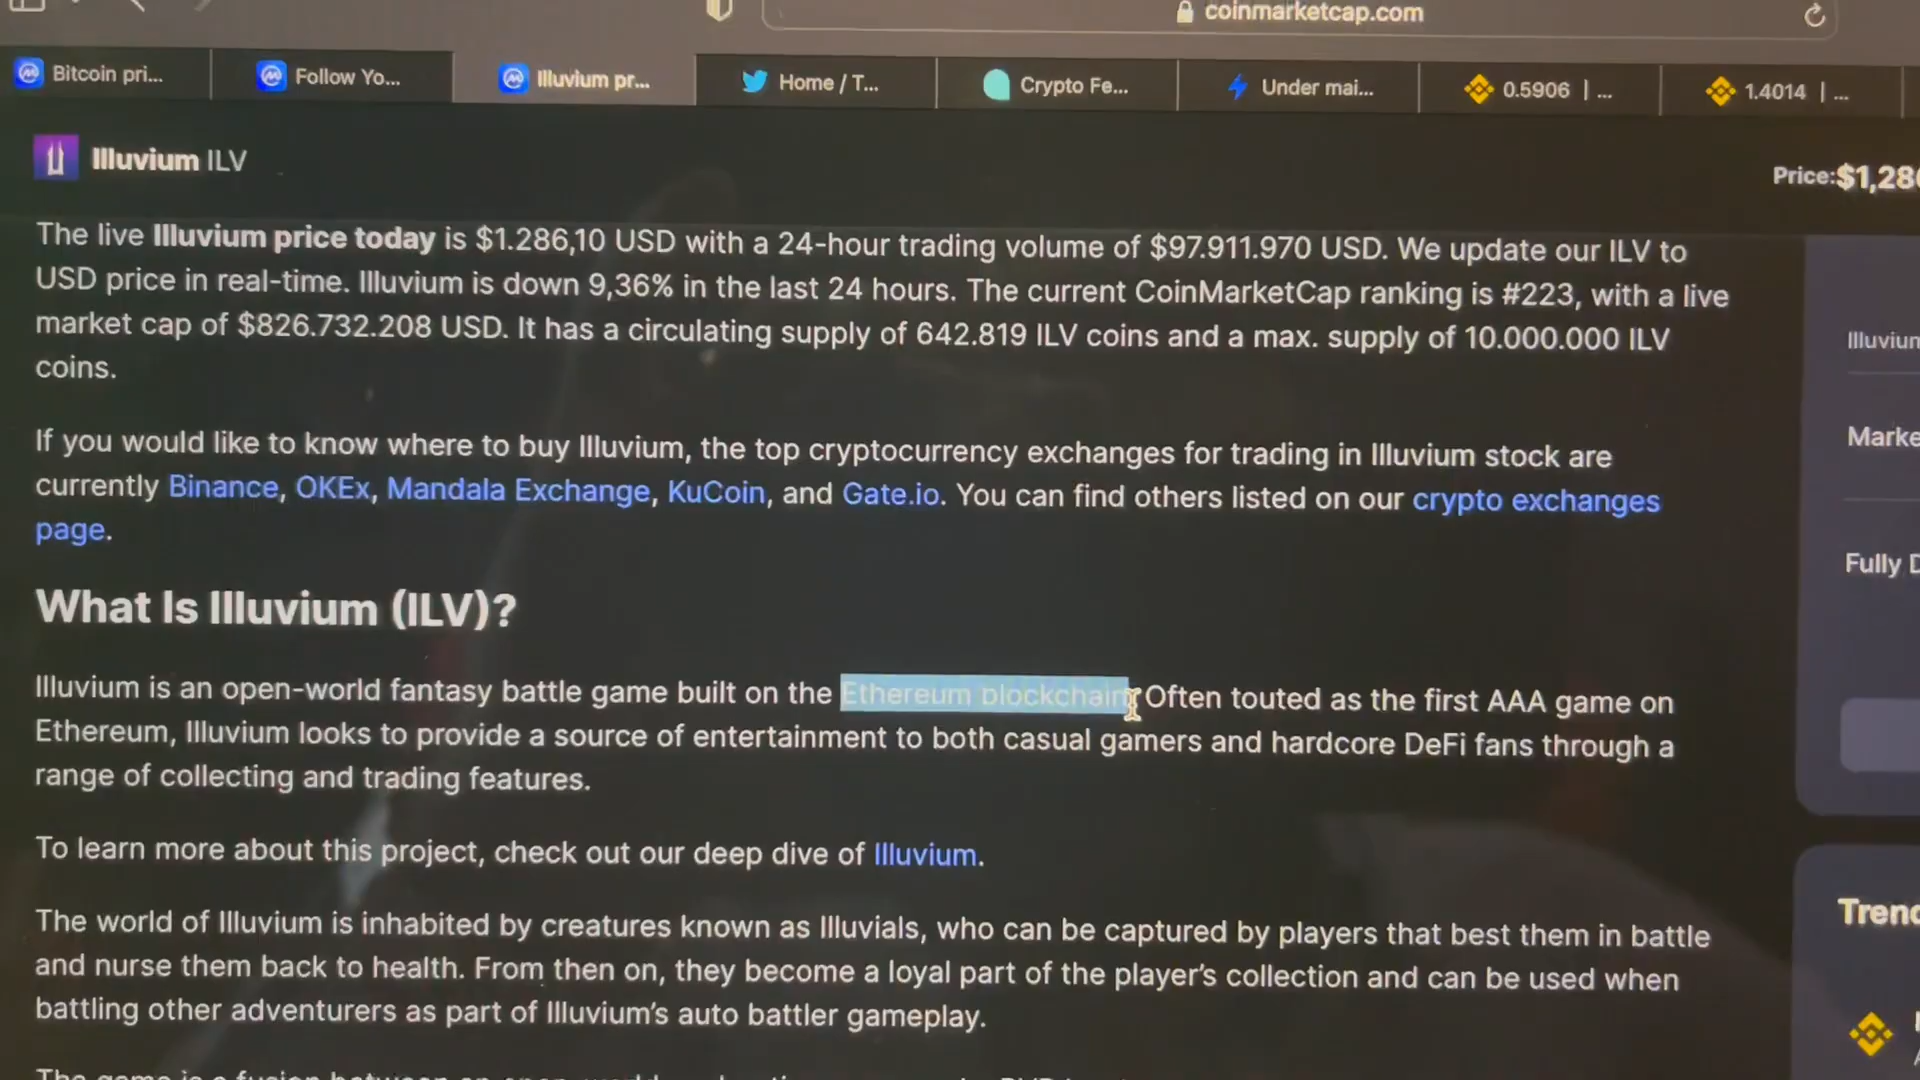 coinmarketcap.com
Bitcoin pri...
Follow Yo...
Illuvium pr...
Home / T...
Crypto Fe...
Under mai...
0.5906 | ...
1.4014 | ...
Illuvium ILV
Price:$1,286
The live Illuvium price today is $1.286,10 USD with a 24-hour trading volume of $97.911.970 USD. We update our ILV to
USD price in real-time. Illuvium is down 9,36% in the last 24 hours. The current CoinMarketCap ranking is #223, with a live
market cap of $826.732.208 USD. It has a circulating supply of 642.819 ILV coins and a max. supply of 10.000.000 ILV
coins.
Illuvium
If you would like to know where to buy Illuvium, the top cryptocurrency exchanges for trading in Illuvium stock are
currently Binance, OKEx, Mandala Exchange, KuCoin, and Gate.io. You can find others listed on our crypto exchanges
page.
Marke
Fully D
What Is Illuvium (ILV)?
Illuvium is an open-world fantasy battle game built on the Ethereum blockchain. Often touted as the first AAA game on
Ethereum, Illuvium looks to provide a source of entertainment to both casual gamers and hardcore DeFi fans through a
range of collecting and trading features.
To learn more about this project, check out our deep dive of Illuvium.
Trend
The world of Illuvium is inhabited by creatures known as Illuvials, who can be captured by players that best them in battle
and nurse them back to health. From then on, they become a loyal part of the player's collection and can be used when
battling other adventurers as part of Illuvium's auto battler gameplay.